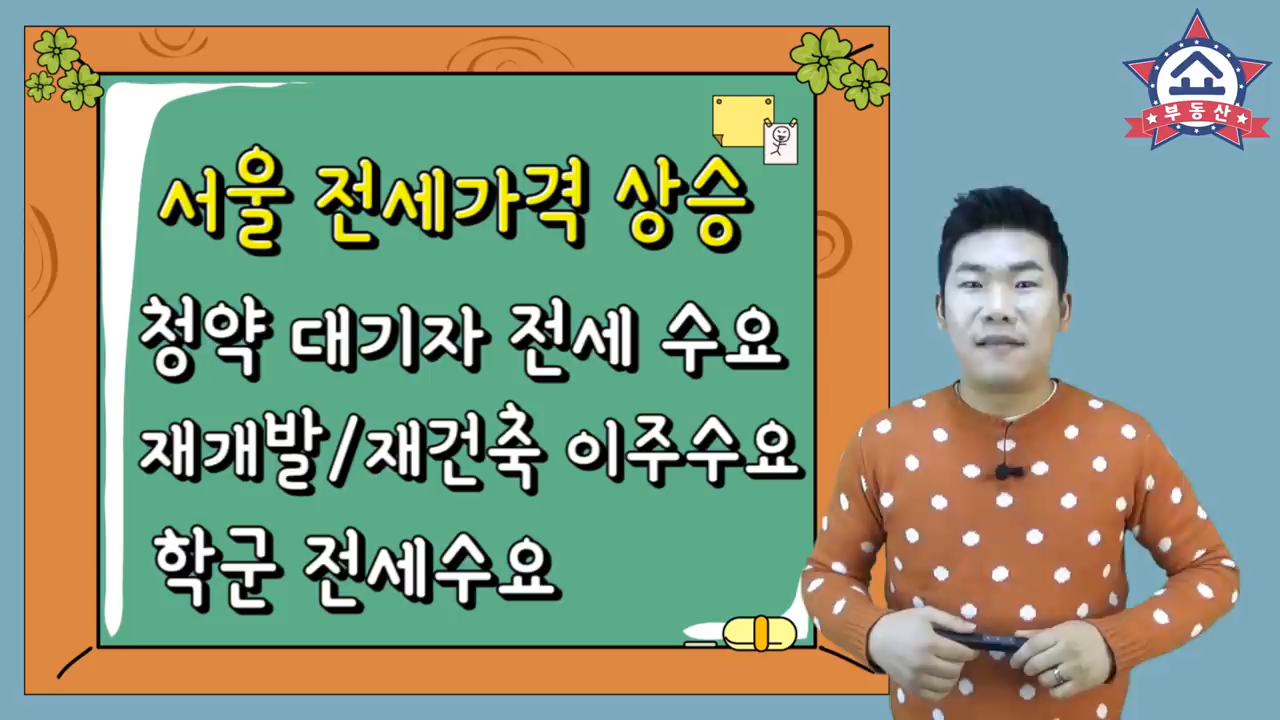 서울 전세가격 상승
청약 대기자 전세 수요
재개발/재건축 이주수요
학군 전세수요
쇼
부동산